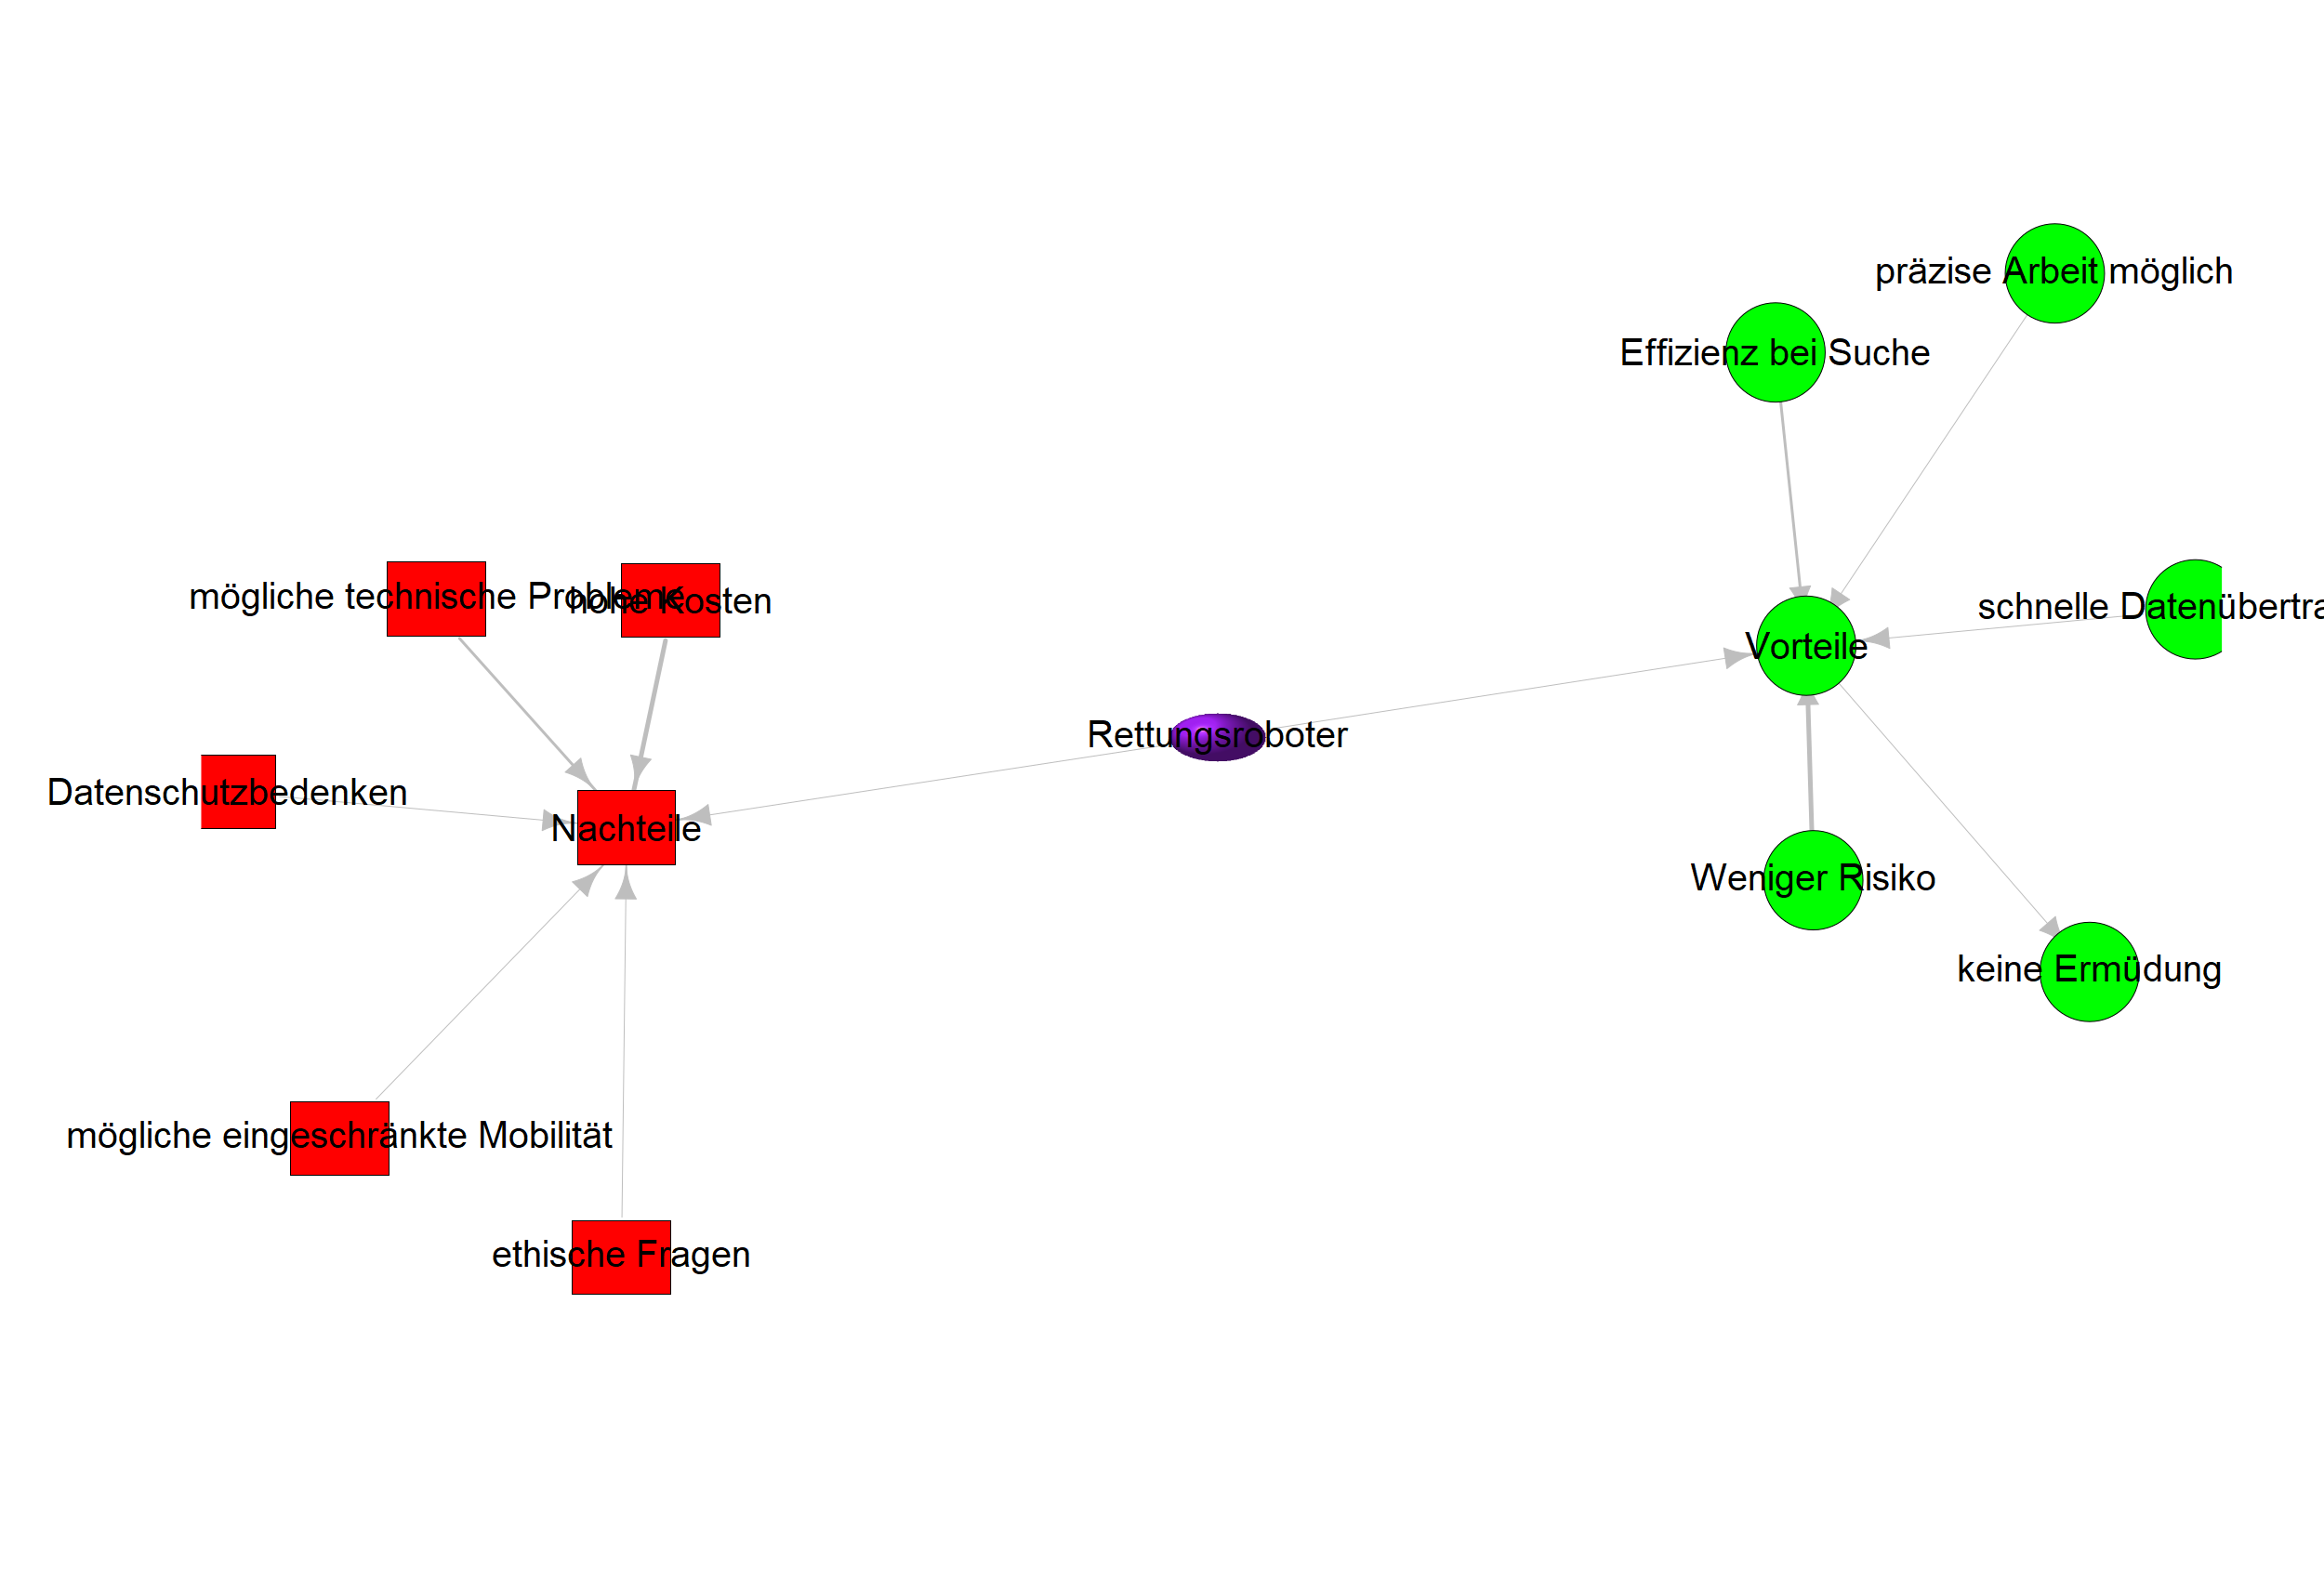 präzise Arbeit möglich
Effizienz bei Suche
mögliche technische Probleme
hohe Kosten
schnelle Datenübertra
Vorteile
Rettungsroboter
Datenschutzbedenken
Nachteile
Weniger Risiko
keine Ermüdung
mögliche eingeschränkte Mobilität
ethische Fragen